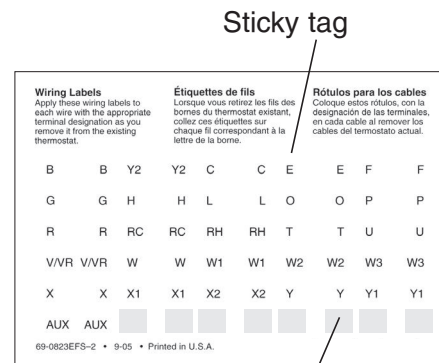 Sticky tag
Wiring Labels
Apply these wiring labels to
each wire with the appropriate
terminal designation as you
remove it from the existing
thermostat.
Étiquettes de fils
Lorsque vous retirez les fils des
bornes du thermostat existant,
collez ces étiquettes sur
chaque fil correspondant à la
lettre de la borne.
Rótulos para los cables
Coloque estos rótulos, con la
designación de las terminales,
en cada cable al remover los
cables del termostato actual.
B B Y2 Y2 C C E E F F
G G H H L L O O P P
R R RC RC RH RH T T U U
V/VR V/VR W W W1 W1 W2 W2 W3 W3
X X X1 X1 X2 X2 Y Y Y1 Y1
AUX AUX
69-0823EFS–2 • 9-05 • Printed in U.S.A.